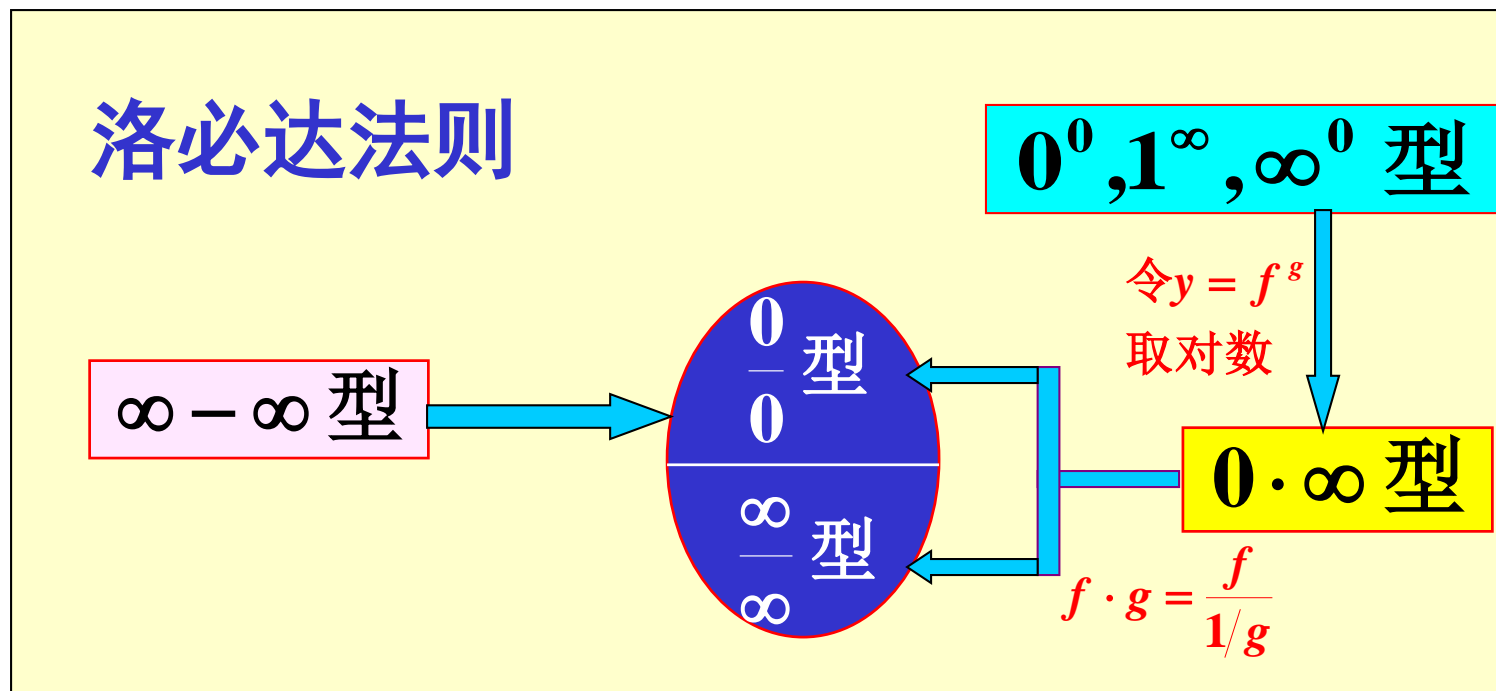 洛必达法则
0⁰,1^∞,∞⁰ 型
令y = f^g
取对数
∞ − ∞ 型
0/0 型
∞/∞ 型
0 · ∞ 型
f · g = f/(1/g)